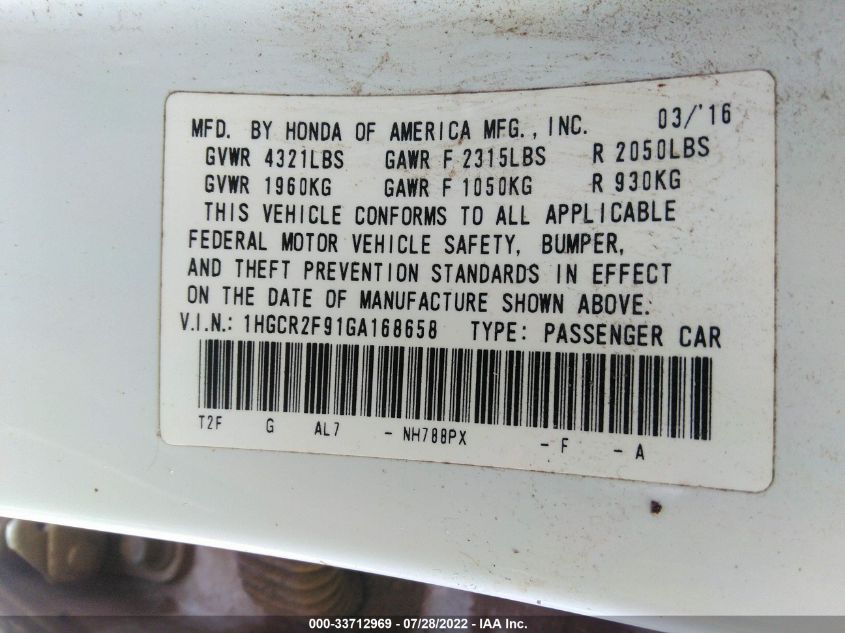 MFD. BY HONDA OF AMERICA MFG., INC. 03/'16
GVWR 4321LBS GAWR F 2315LBS R 2050LBS
GVWR 1960KG GAWR F 1050KG R 930KG
THIS VEHICLE CONFORMS TO ALL APPLICABLE
FEDERAL MOTOR VEHICLE SAFETY, BUMPER,
AND THEFT PREVENTION STANDARDS IN EFFECT
ON THE DATE OF MANUFACTURE SHOWN ABOVE.
V.I.N.: 1HGCR2F91GA168658 TYPE: PASSENGER CAR
T2F G AL7 - NH788PX - F - A
000-33712969 / 07/28/2022 - IAA Inc.